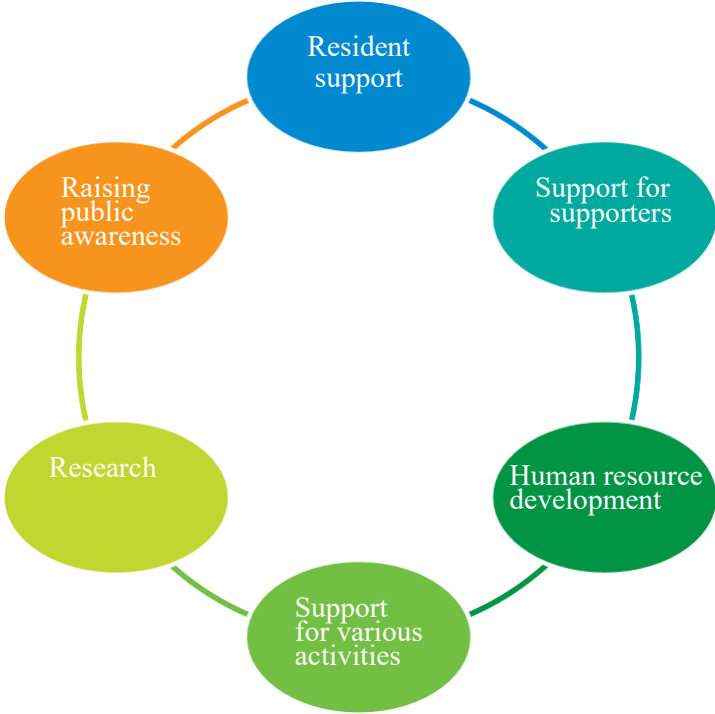 Resident
support
Support for
supporters
Human resource
development
Support
for various
activities
Research
Raising
public
awareness